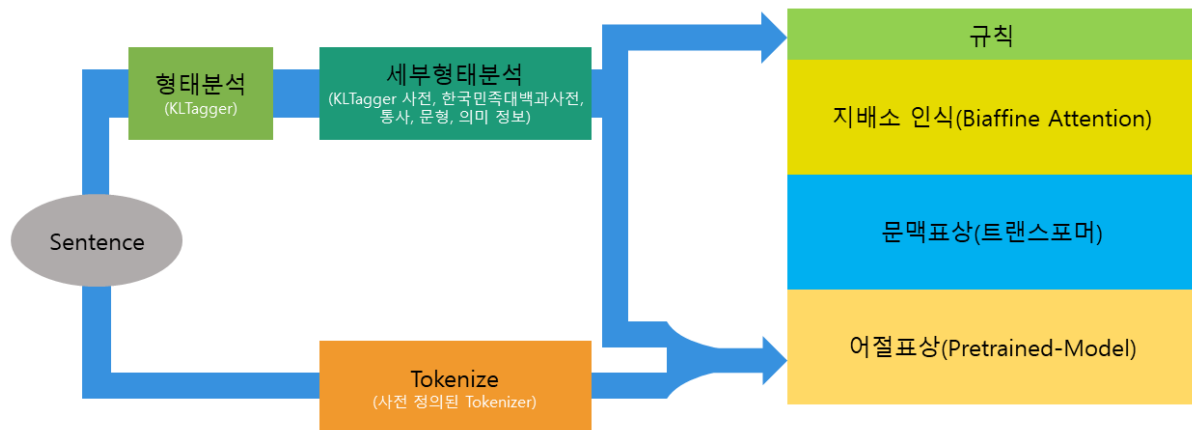 형태분석
(KLTagger)
세부형태분석
(KLTagger 사전, 한국민족대백과사전,
통사, 문형, 의미 정보)
Sentence
Tokenize
(사전 정의된 Tokenizer)
규칙
지배소 인식(Biaffine Attention)
문맥표상(트랜스포머)
어절표상(Pretrained-Model)